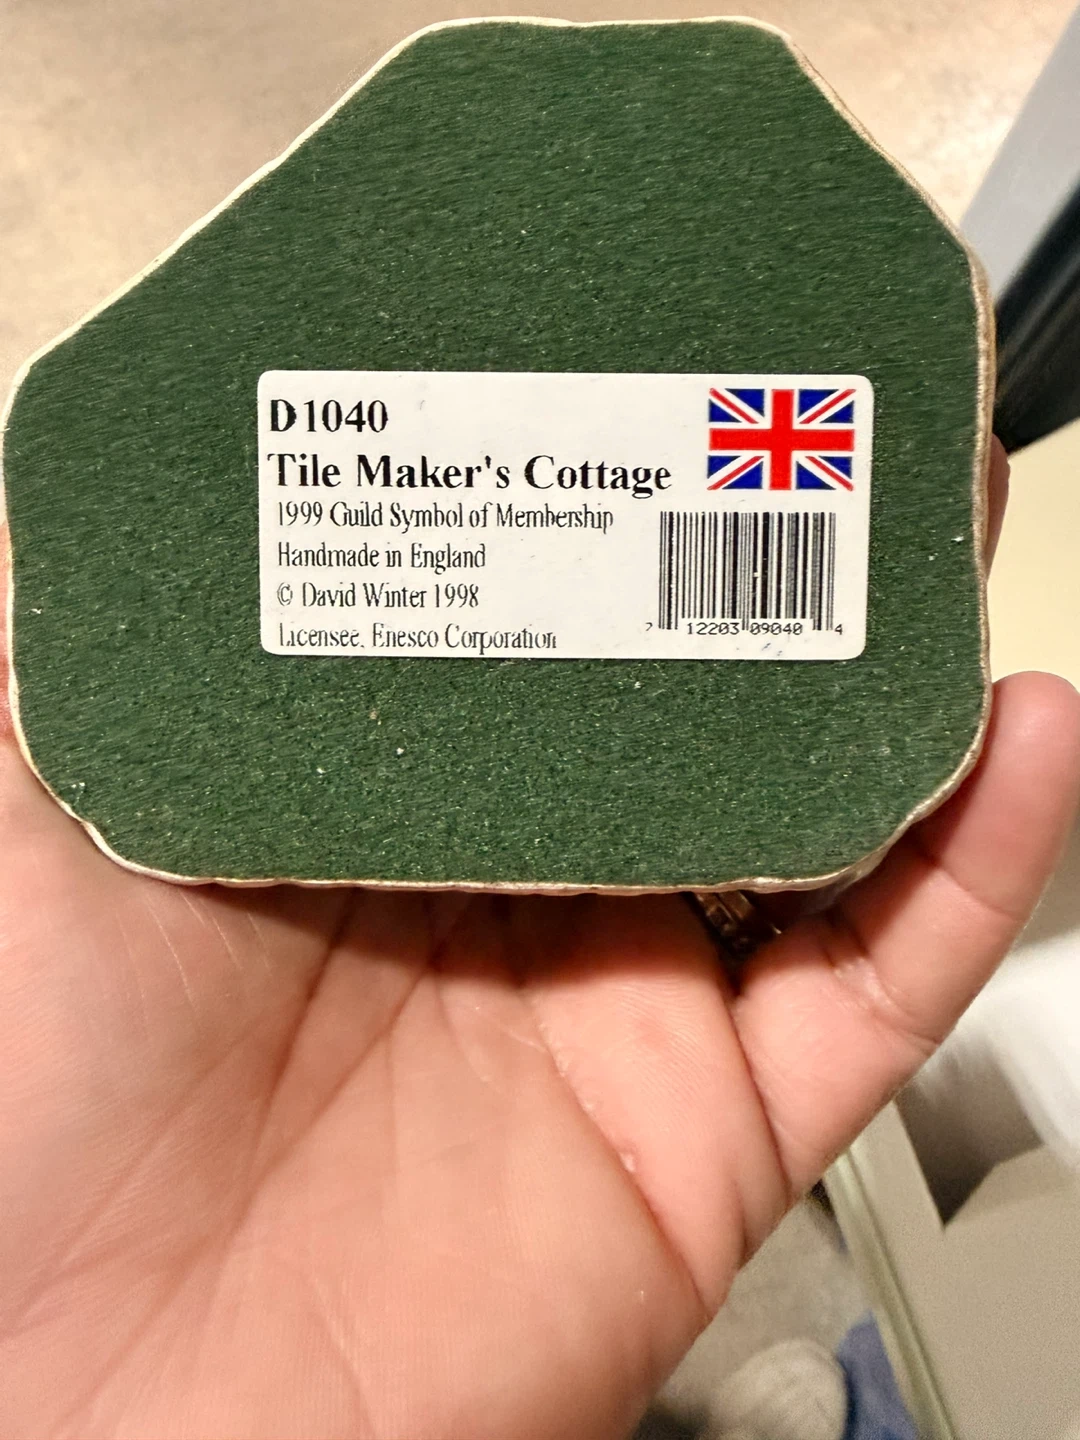 D1040
Tile Maker's Cottage
1999 Guild Symbol of Membership
Handmade in England
© David Winter 1998
Licensee. Enesco Corporation
7 12203 09040 4